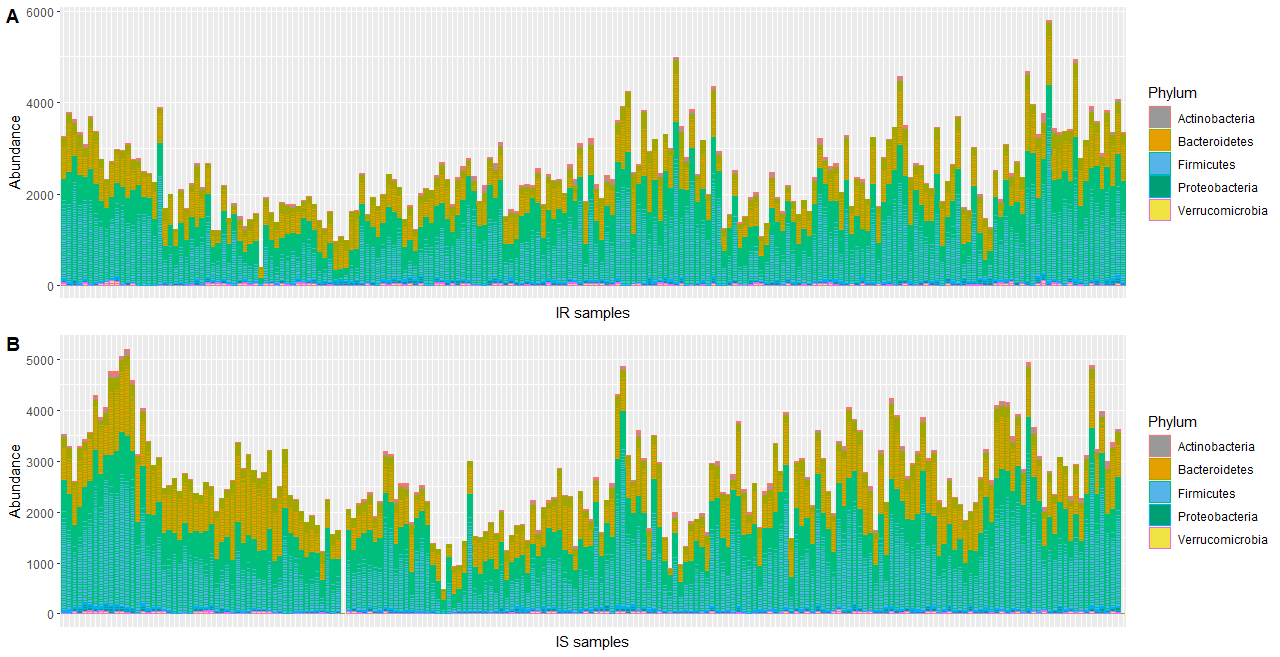 A
Abundance
6000
4000
2000
0
IR samples
Phylum
Actinobacteria
Bacteroidetes
Firmicutes
Proteobacteria
Verrucomicrobia
B
Abundance
5000
4000
3000
2000
1000
0
IS samples
Phylum
Actinobacteria
Bacteroidetes
Firmicutes
Proteobacteria
Verrucomicrobia